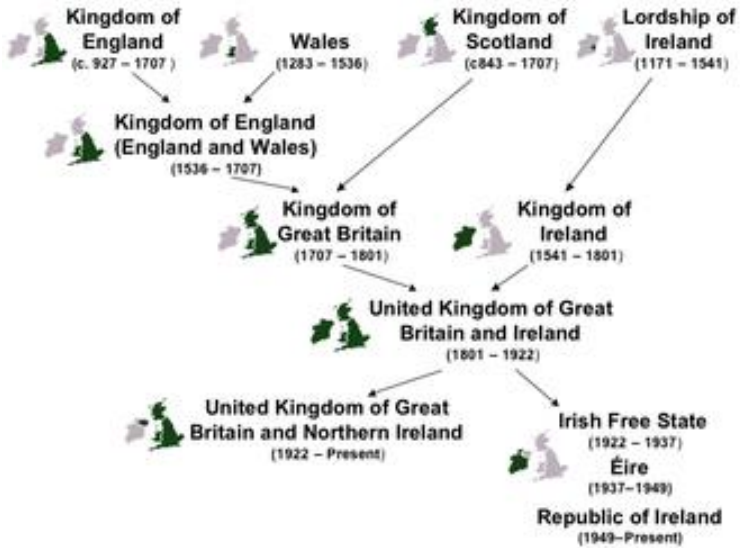 Kingdom of
England
(c. 927 – 1707 )
Wales
(1283 – 1536)
Kingdom of
Scotland
(c843 – 1707)
Lordship of
Ireland
(1171 – 1541)
Kingdom of England
(England and Wales)
(1536 – 1707)
Kingdom of
Great Britain
(1707 – 1801)
Kingdom of
Ireland
(1541 – 1801)
United Kingdom of Great
Britain and Ireland
(1801 – 1922)
United Kingdom of Great
Britain and Northern Ireland
(1922 – Present)
Irish Free State
(1922 – 1937)
Éire
(1937–1949)
Republic of Ireland
(1949–Present)